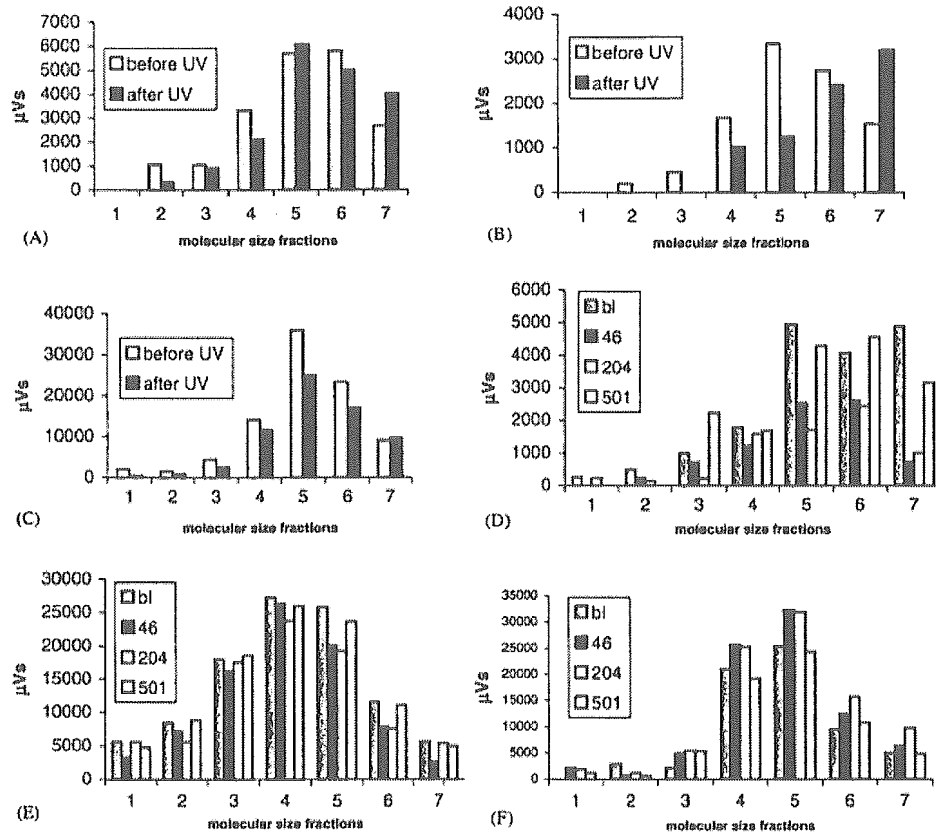 7000
6000
5000
4000
3000
2000
1000
0
µVs
before UV
after UV
1 2 3 4 5 6 7
molecular size fractions
(A)
4000
3000
2000
1000
0
µVs
before UV
after UV
1 2 3 4 5 6 7
molecular size fractions
(B)
40000
30000
20000
10000
0
µVs
before UV
after UV
1 2 3 4 5 6 7
molecular size fractions
(C)
6000
5000
4000
3000
2000
1000
0
µVs
bl
46
204
501
1 2 3 4 5 6 7
molecular size fractions
(D)
30000
25000
20000
15000
10000
5000
0
µVs
bl
46
204
501
1 2 3 4 5 6 7
molecular size fractions
(E)
35000
30000
25000
20000
15000
10000
5000
0
µVs
bl
46
204
501
1 2 3 4 5 6 7
molecular size fractions
(F)